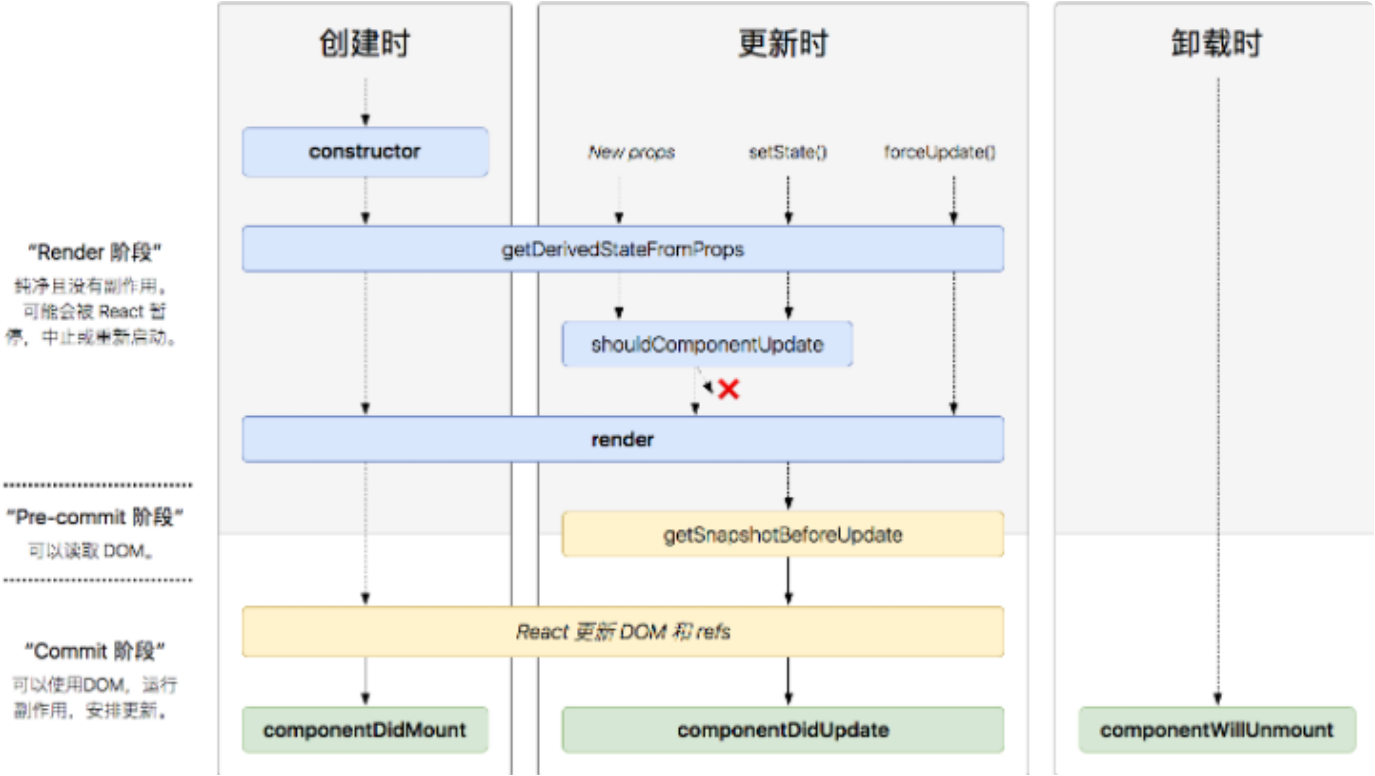 创建时
更新时
卸载时
constructor
New props
setState()
forceUpdate()
getDerivedStateFromProps
"Render 阶段"
纯净且没有副作用。
可能会被 React 暂
停，中止或重新启动。
shouldComponentUpdate
render
"Pre-commit 阶段"
可以读取 DOM。
getSnapshotBeforeUpdate
React 更新 DOM 和 refs
"Commit 阶段"
可以使用DOM，运行
副作用，安排更新。
componentDidMount
componentDidUpdate
componentWillUnmount